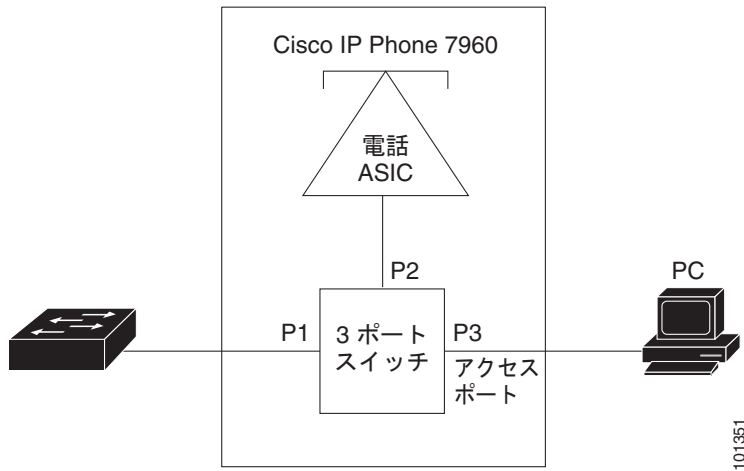 Cisco IP Phone 7960
電話
ASIC
P2
PC
P1
3 ポート
スイッチ
P3
アクセス
ポート
101351